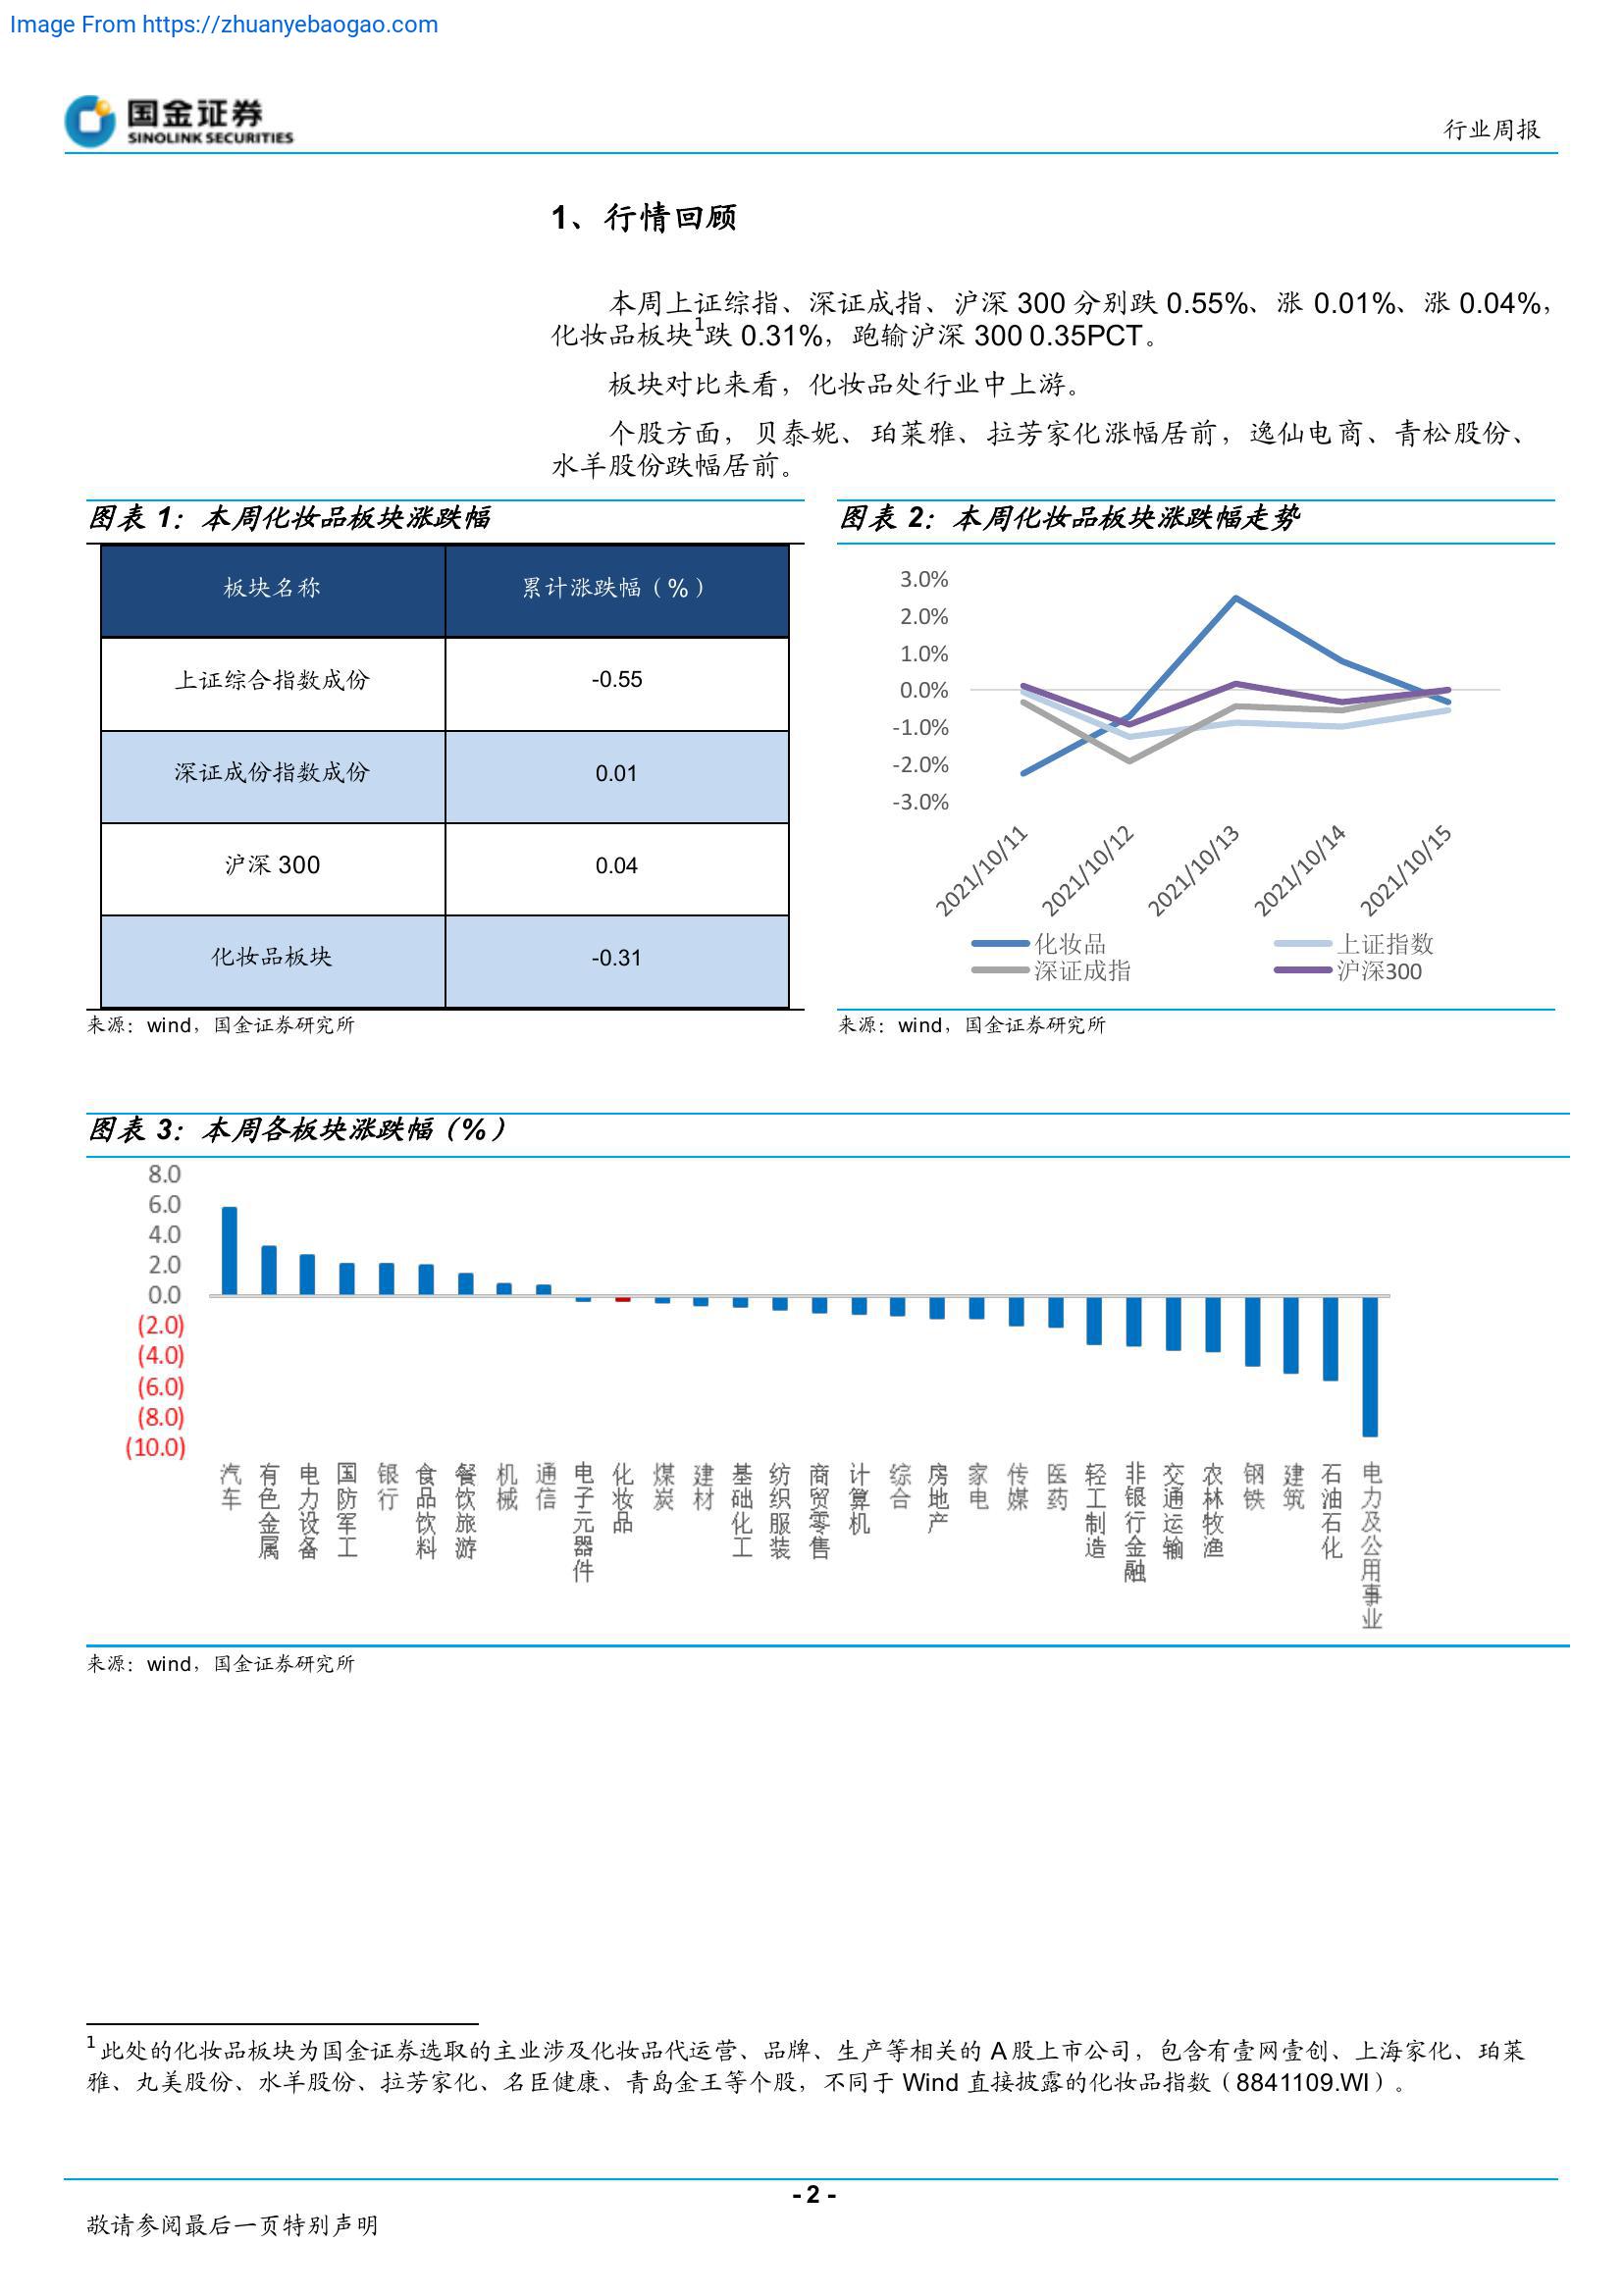 Image From https://zhuanyebaogao.com
国金证券
SINOLINK SECURITIES
行业周报
1、行情回顾
本周上证综指、深证成指、沪深 300 分别跌 0.55%、涨 0.01%、涨 0.04%，
化妆品板块1跌 0.31%，跑输沪深 300 0.35PCT。
板块对比来看，化妆品处行业中上游。
个股方面，贝泰妮、珀莱雅、拉芳家化涨幅居前，逸仙电商、青松股份、
水羊股份跌幅居前。
图表 1：本周化妆品板块涨跌幅
板块名称 累计涨跌幅（%）
上证综合指数成份 -0.55
深证成份指数成份 0.01
沪深 300 0.04
化妆品板块 -0.31
来源：wind，国金证券研究所
图表 2：本周化妆品板块涨跌幅走势
3.0%
2.0%
1.0%
0.0%
-1.0%
-2.0%
-3.0%
2021/10/11
2021/10/12
2021/10/13
2021/10/14
2021/10/15
化妆品 上证指数
深证成指 沪深300
来源：wind，国金证券研究所
图表 3：本周各板块涨跌幅（%）
8.0
6.0
4.0
2.0
0.0
(2.0)
(4.0)
(6.0)
(8.0)
(10.0)
汽车
有色金属
电力设备
国防军工
银行
食品饮料
餐饮旅游
机械
通信
电子元器件
化妆品
煤炭
建材
基础化工
纺织服装
商贸零售
计算机
综合
房地产
家电
传媒
医药
轻工制造
非银行金融
交通运输
农林牧渔
钢铁
建筑
石油石化
电力及公用事业
来源：wind，国金证券研究所
1 此处的化妆品板块为国金证券选取的主业涉及化妆品代运营、品牌、生产等相关的 A 股上市公司，包含有壹网壹创、上海家化、珀莱
雅、丸美股份、水羊股份、拉芳家化、名臣健康、青岛金王等个股，不同于 Wind 直接披露的化妆品指数（8841109.WI）。
- 2 -
敬请参阅最后一页特别声明